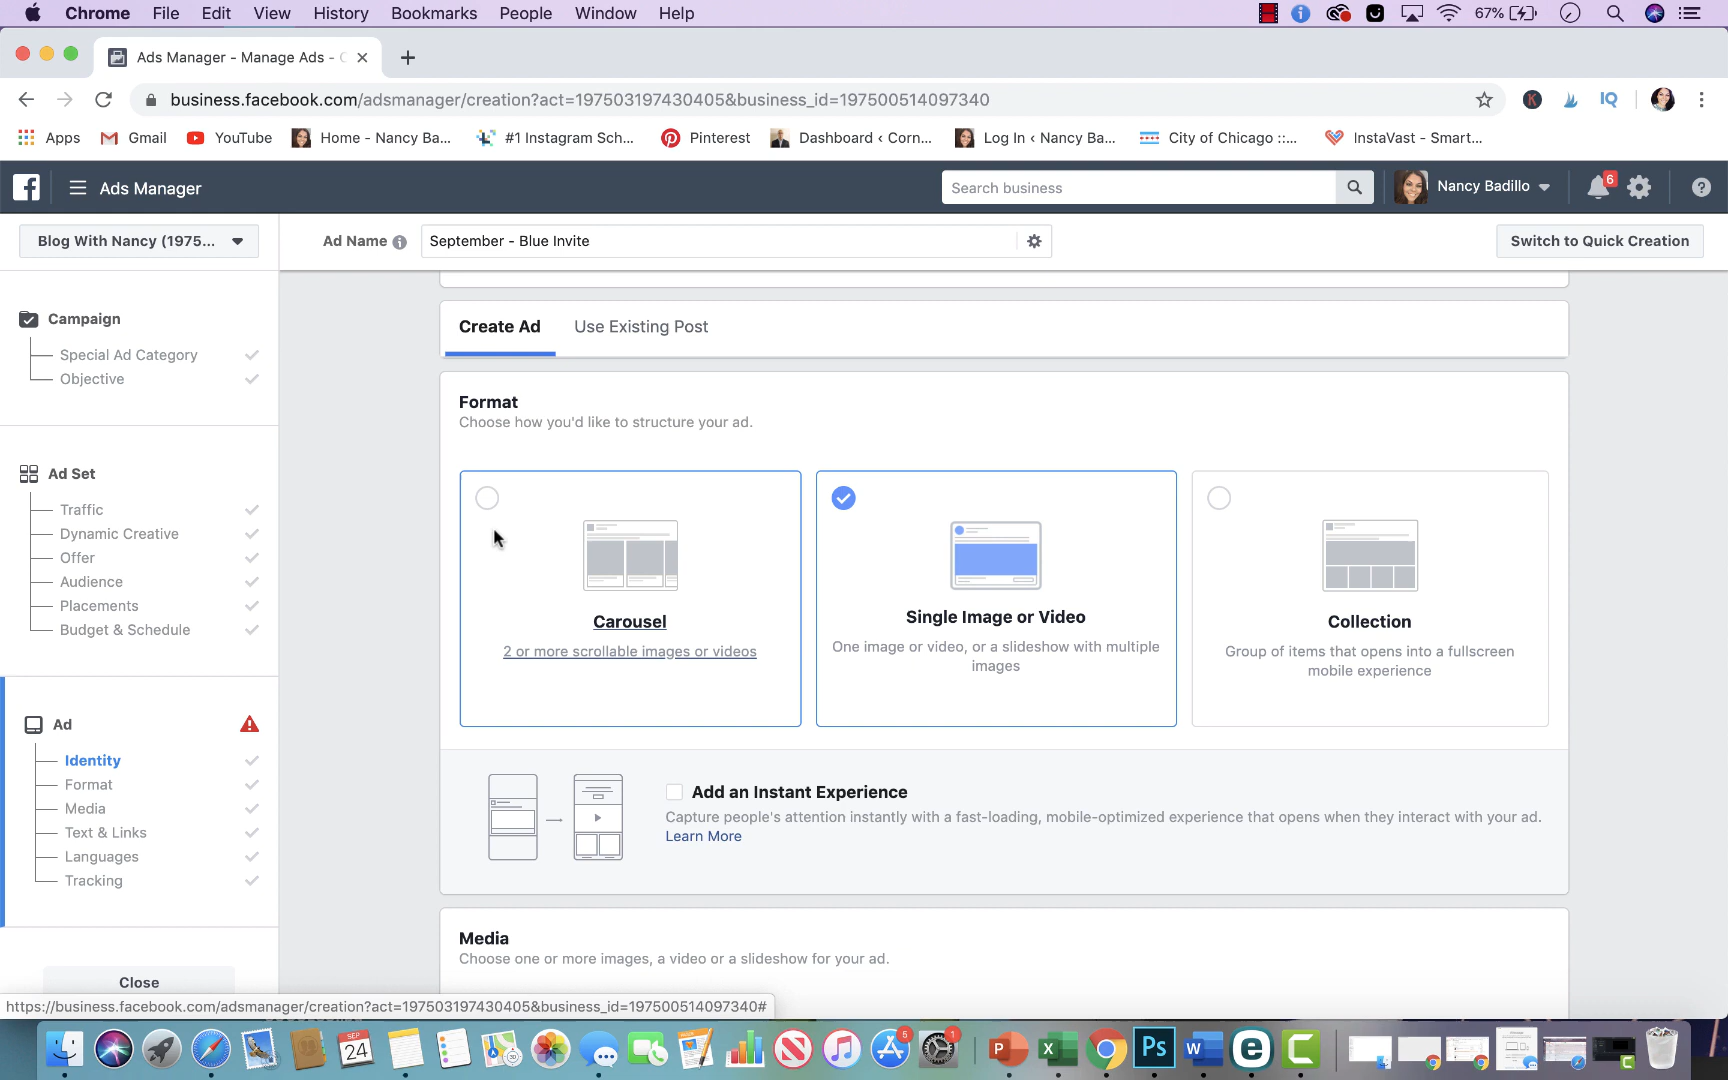 Chrome File Edit View History Bookmarks People Window Help 67%
Ads Manager - Manage Ads - C
business.facebook.com/adsmanager/creation?act=197503197430405&business_id=197500514097340
Apps Gmail YouTube Home - Nancy Ba... #1 Instagram Sch... Pinterest Dashboard ‹ Corn... Log In ‹ Nancy Ba... City of Chicago ::... InstaVast - Smart...
Ads Manager Search business Nancy Badillo 6
Blog With Nancy (1975... Ad Name September - Blue Invite Switch to Quick Creation
Campaign
Special Ad Category
Objective
Ad Set
Traffic
Dynamic Creative
Offer
Audience
Placements
Budget & Schedule
Ad
Identity
Format
Media
Text & Links
Languages
Tracking
Close
Create Ad Use Existing Post
Format
Choose how you'd like to structure your ad.
Carousel
2 or more scrollable images or videos
Single Image or Video
One image or video, or a slideshow with multiple
images
Collection
Group of items that opens into a fullscreen
mobile experience
Add an Instant Experience
Capture people's attention instantly with a fast-loading, mobile-optimized experience that opens when they interact with your ad.
Learn More
Media
Choose one or more images, a video or a slideshow for your ad.
https://business.facebook.com/adsmanager/creation?act=197503197430405&business_id=197500514097340#
SEP
24
5
1
P
X
Ps
W
e
C